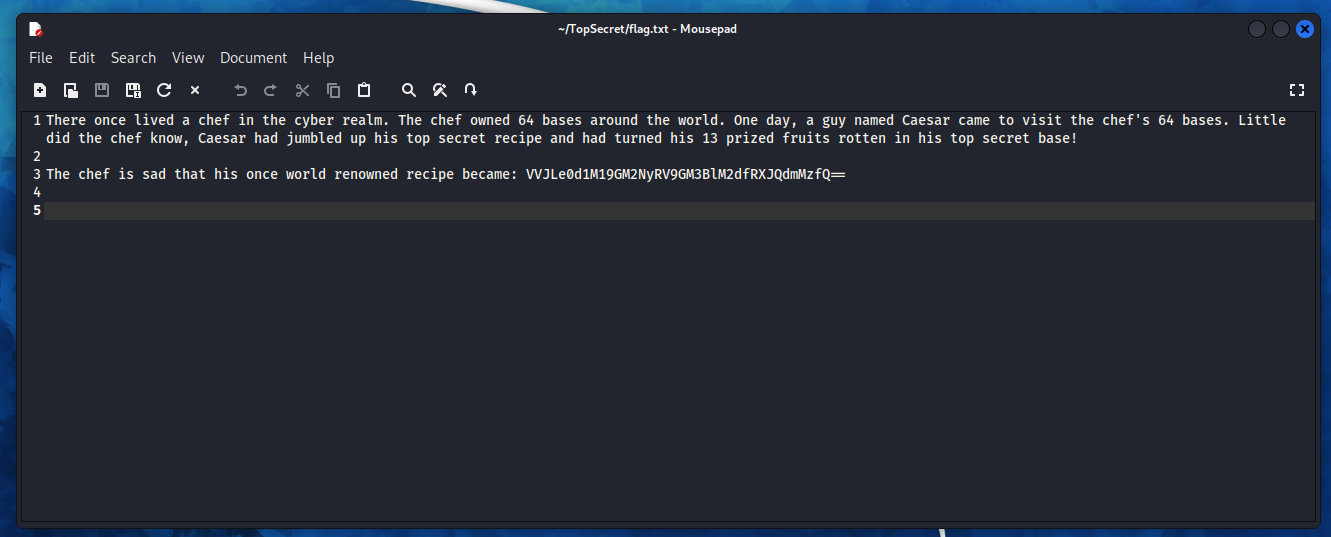 ~/TopSecret/flag.txt - Mousepad
File Edit Search View Document Help
1 There once lived a chef in the cyber realm. The chef owned 64 bases around the world. One day, a guy named Caesar came to visit the chef's 64 bases. Little
did the chef know, Caesar had jumbled up his top secret recipe and had turned his 13 prized fruits rotten in his top secret base!
2
3 The chef is sad that his once world renowned recipe became: VVJLe0d1M19GM2NyRV9GM3BlM2dfRXJQdmMzfQ==
4
5